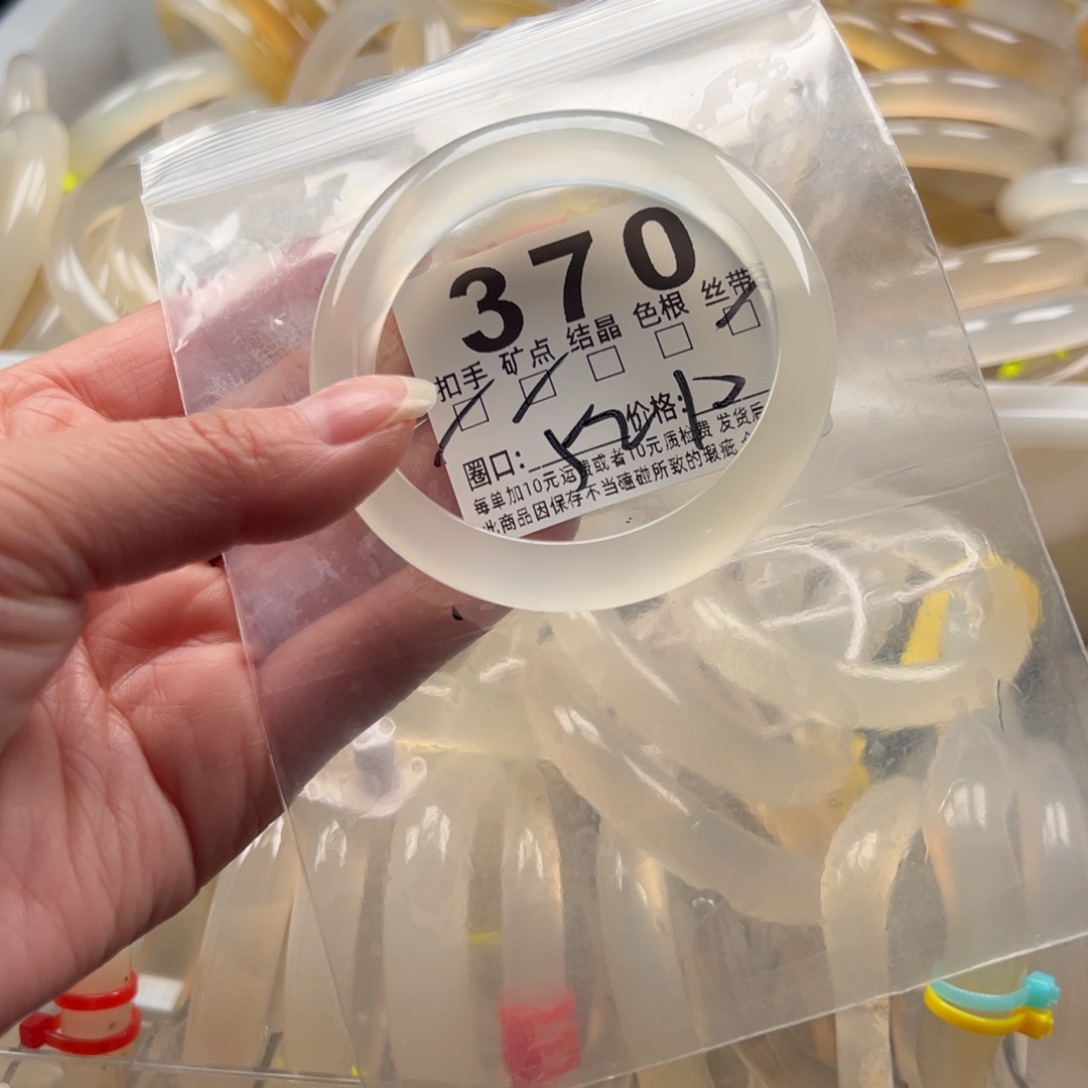 370
扣手 矿点 结晶 色根 丝带
圈口: 价格:
每单加10元运费或者10元质检费 发货后
此商品因保存不当磕碰所致的瑕疵